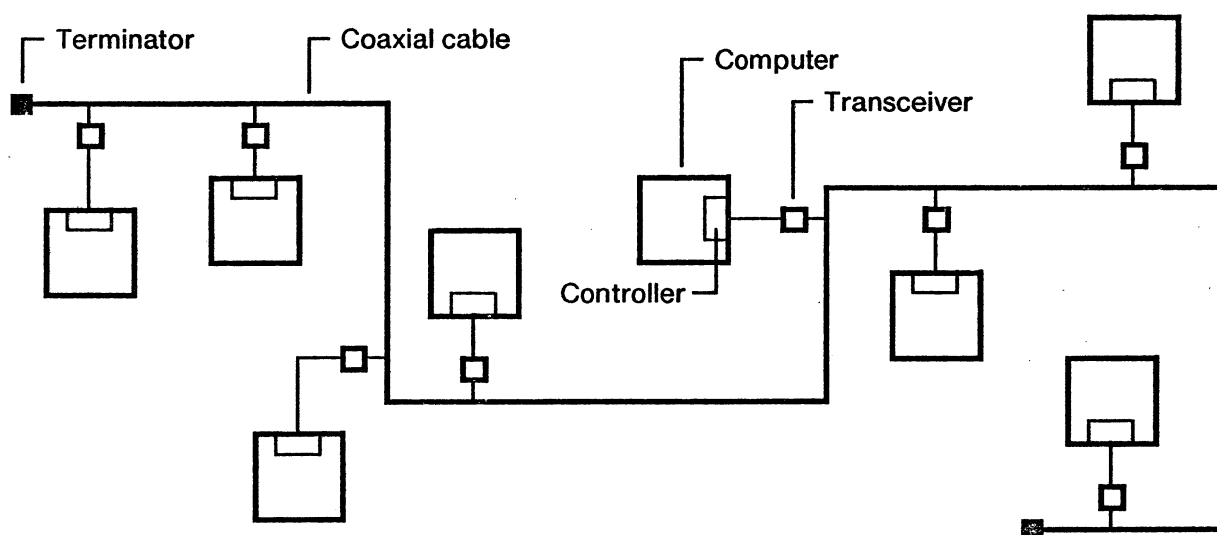 Terminator
Coaxial cable
Computer
Transceiver
Controller